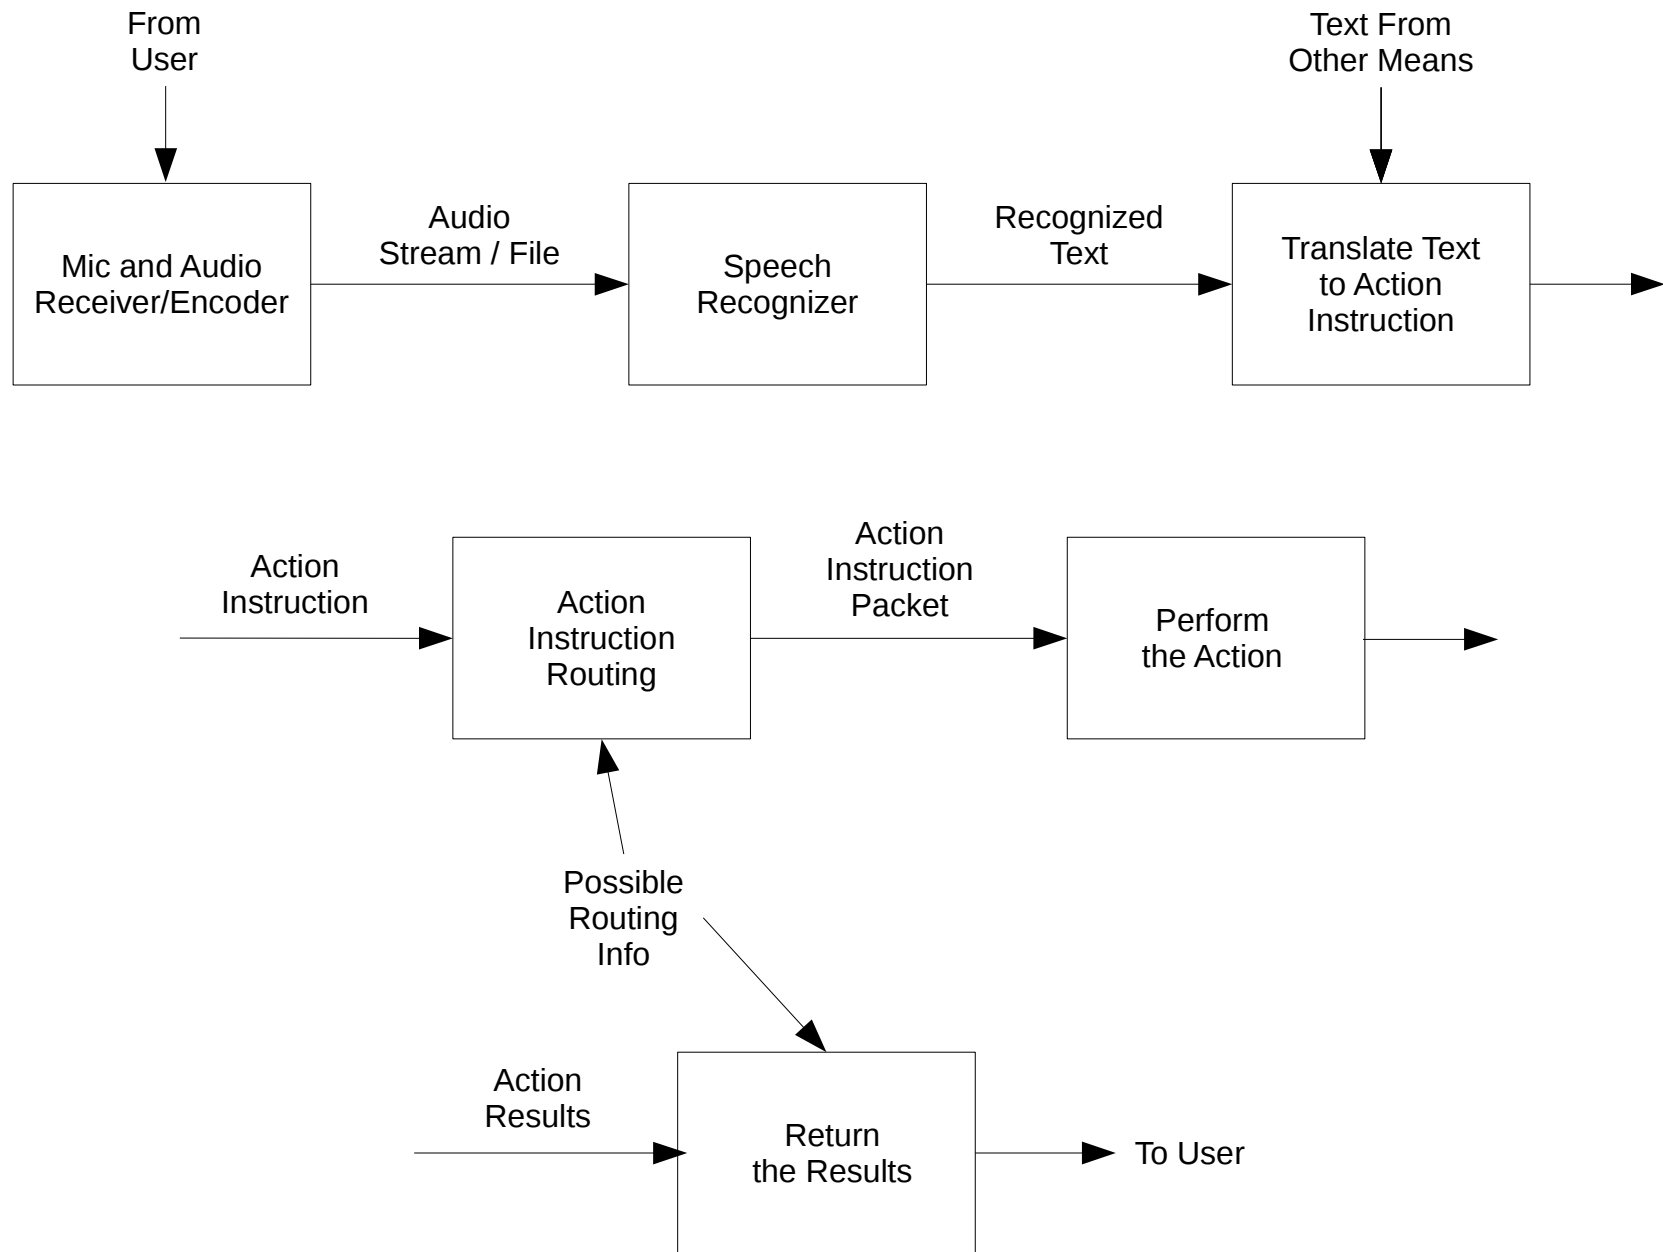 From
User
Text From
Other Means
Mic and Audio
Receiver/Encoder
Audio
Stream / File
Speech
Recognizer
Recognized
Text
Translate Text
to Action
Instruction
Action
Instruction
Action
Instruction
Routing
Action
Instruction
Packet
Perform
the Action
Possible
Routing
Info
Action
Results
Return
the Results
To User